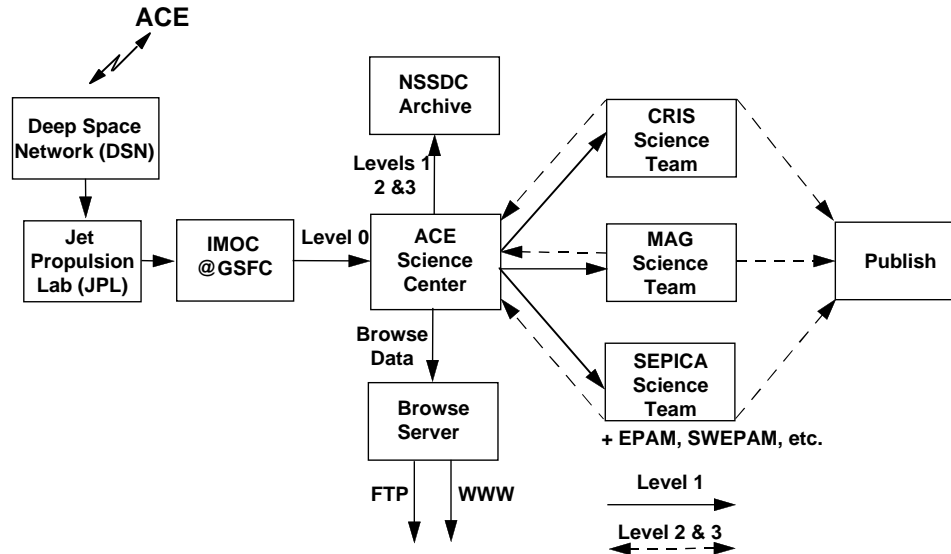 ACE
Deep Space
Network (DSN)
Jet
Propulsion
Lab (JPL)
IMOC
@GSFC
Level 0
NSSDC
Archive
Levels 1
2 &3
ACE
Science
Center
Browse
Data
Browse
Server
FTP
WWW
CRIS
Science
Team
MAG
Science
Team
SEPICA
Science
Team
+ EPAM, SWEPAM, etc.
Publish
Level 1
Level 2 & 3